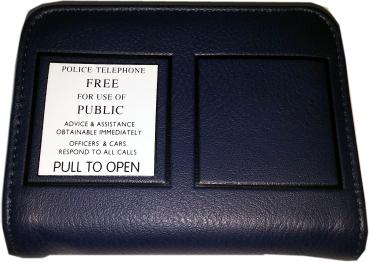 POLICE TELEPHONE
FREE
FOR USE OF
PUBLIC
ADVICE & ASSISTANCE
OBTAINABLE IMMEDIATELY
OFFICERS & CARS
RESPOND TO ALL CALLS
PULL TO OPEN